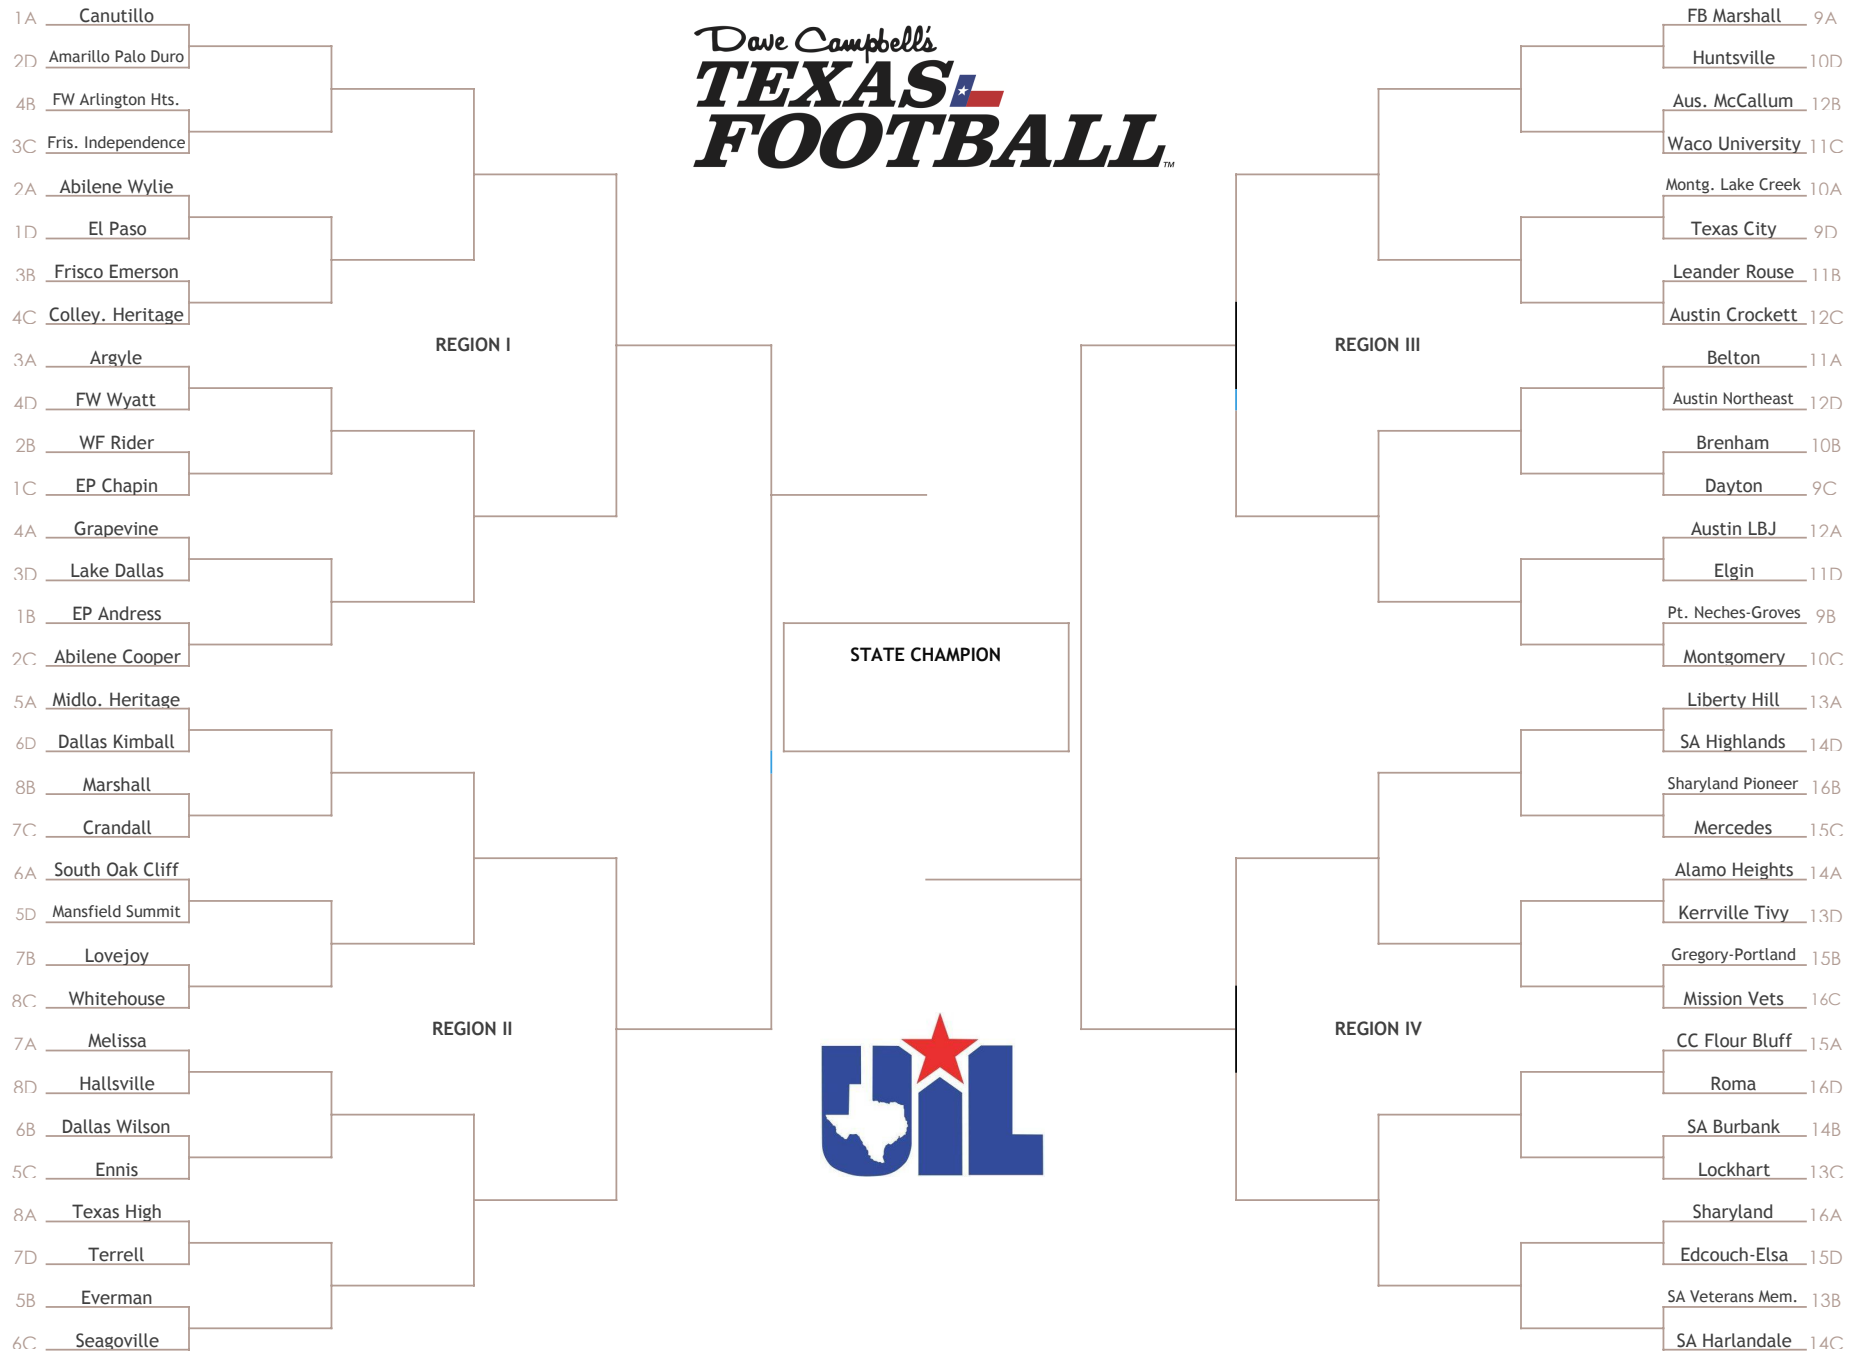 Dave Campbell's
TEXAS
FOOTBALL™
1A Canutillo
2D Amarillo Palo Duro
4B FW Arlington Hts.
3C Fris. Independence
2A Abilene Wylie
1D El Paso
3B Frisco Emerson
4C Colley. Heritage
REGION I
3A Argyle
4D FW Wyatt
2B WF Rider
1C EP Chapin
4A Grapevine
3D Lake Dallas
1B EP Andress
2C Abilene Cooper
5A Midlo. Heritage
6D Dallas Kimball
8B Marshall
7C Crandall
6A South Oak Cliff
5D Mansfield Summit
7B Lovejoy
8C Whitehouse
REGION II
7A Melissa
8D Hallsville
6B Dallas Wilson
5C Ennis
8A Texas High
7D Terrell
5B Everman
6C Seagoville
STATE CHAMPION
UIL
FB Marshall 9A
Huntsville 10D
Aus. McCallum 12B
Waco University 11C
Montg. Lake Creek 10A
Texas City 9D
Leander Rouse 11B
Austin Crockett 12C
REGION III
Belton 11A
Austin Northeast 12D
Brenham 10B
Dayton 9C
Austin LBJ 12A
Elgin 11D
Pt. Neches-Groves 9B
Montgomery 10C
Liberty Hill 13A
SA Highlands 14D
Sharyland Pioneer 16B
Mercedes 15C
Alamo Heights 14A
Kerrville Tivy 13D
Gregory-Portland 15B
Mission Vets 16C
REGION IV
CC Flour Bluff 15A
Roma 16D
SA Burbank 14B
Lockhart 13C
Sharyland 16A
Edcouch-Elsa 15D
SA Veterans Mem. 13B
SA Harlandale 14C